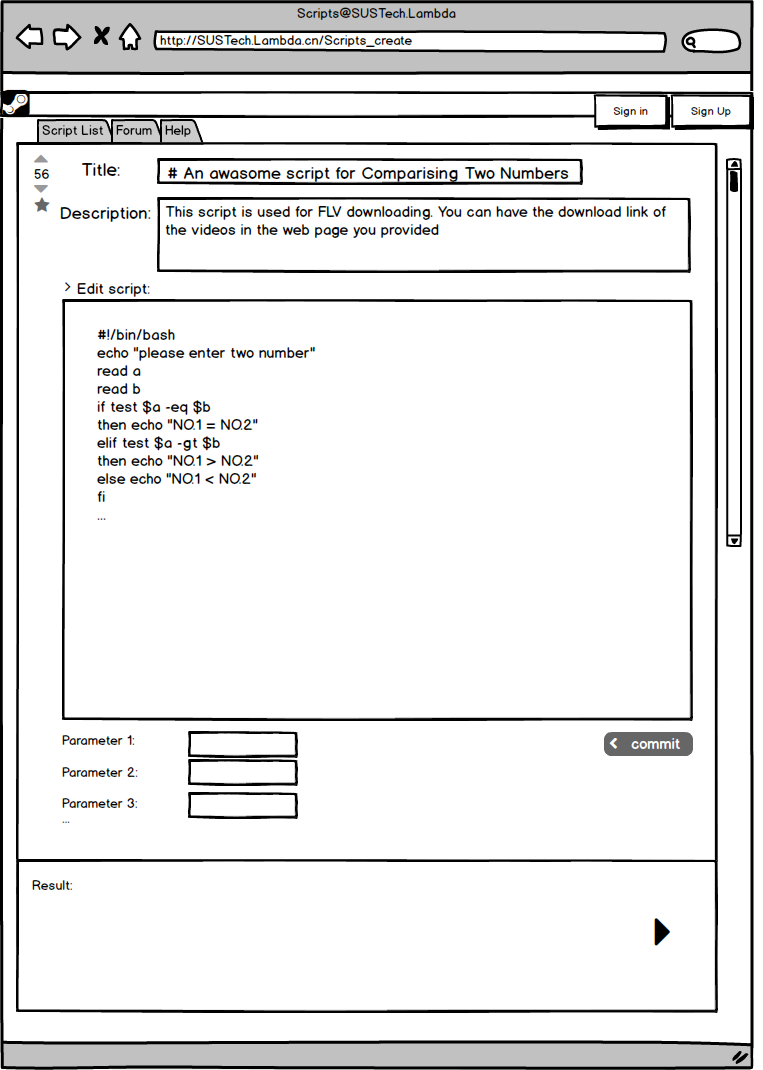 Scripts@SUSTech.Lambda
http://SUSTech.Lambda.cn/Scripts_create
Sign in
Sign Up
Script List
Forum
Help
56
Title:
# An awasome script for Comparising Two Numbers
Description:
This script is used for FLV downloading. You can have the download link of
the videos in the web page you provided
> Edit script:
#!/bin/bash
echo "please enter two number"
read a
read b
if test $a -eq $b
then echo "NO.1 = NO.2"
elif test $a -gt $b
then echo "NO.1 > NO.2"
else echo "NO.1 < NO.2"
fi
...
Parameter 1:
commit
Parameter 2:
Parameter 3:
...
Result: